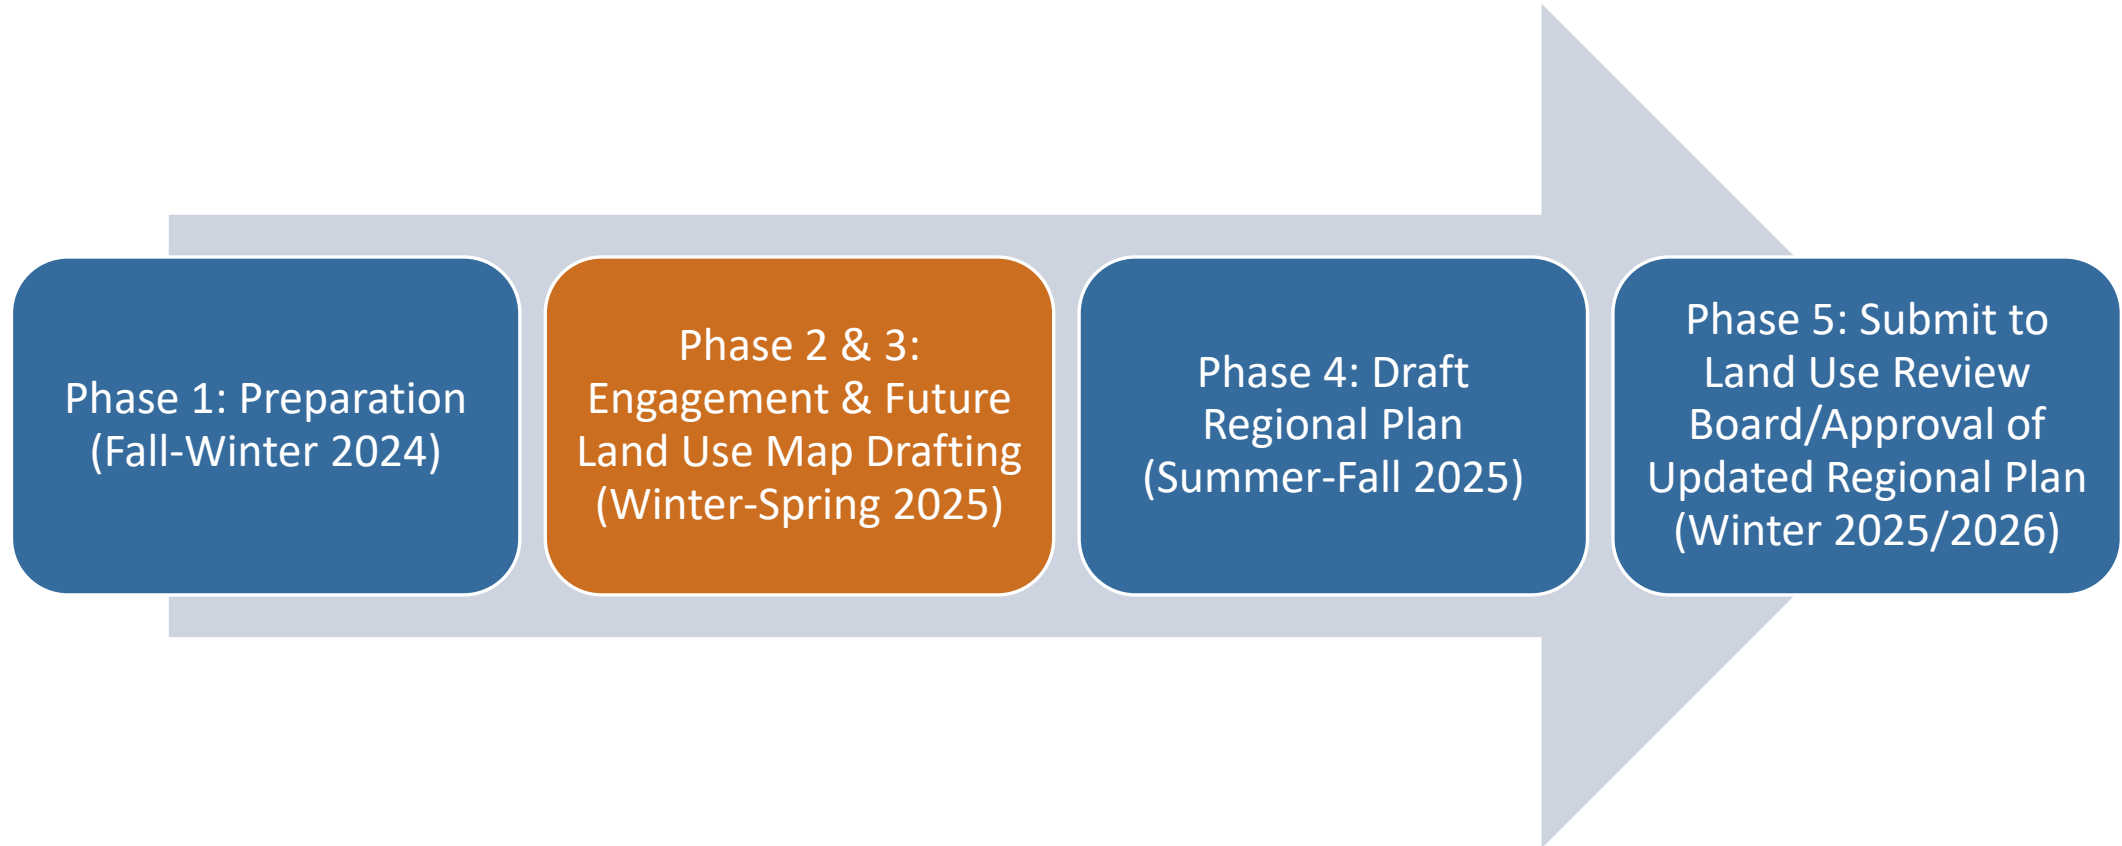 Phase 1: Preparation
(Fall-Winter 2024)
Phase 2 & 3:
Engagement & Future
Land Use Map Drafting
(Winter-Spring 2025)
Phase 4: Draft
Regional Plan
(Summer-Fall 2025)
Phase 5: Submit to
Land Use Review
Board/Approval of
Updated Regional Plan
(Winter 2025/2026)